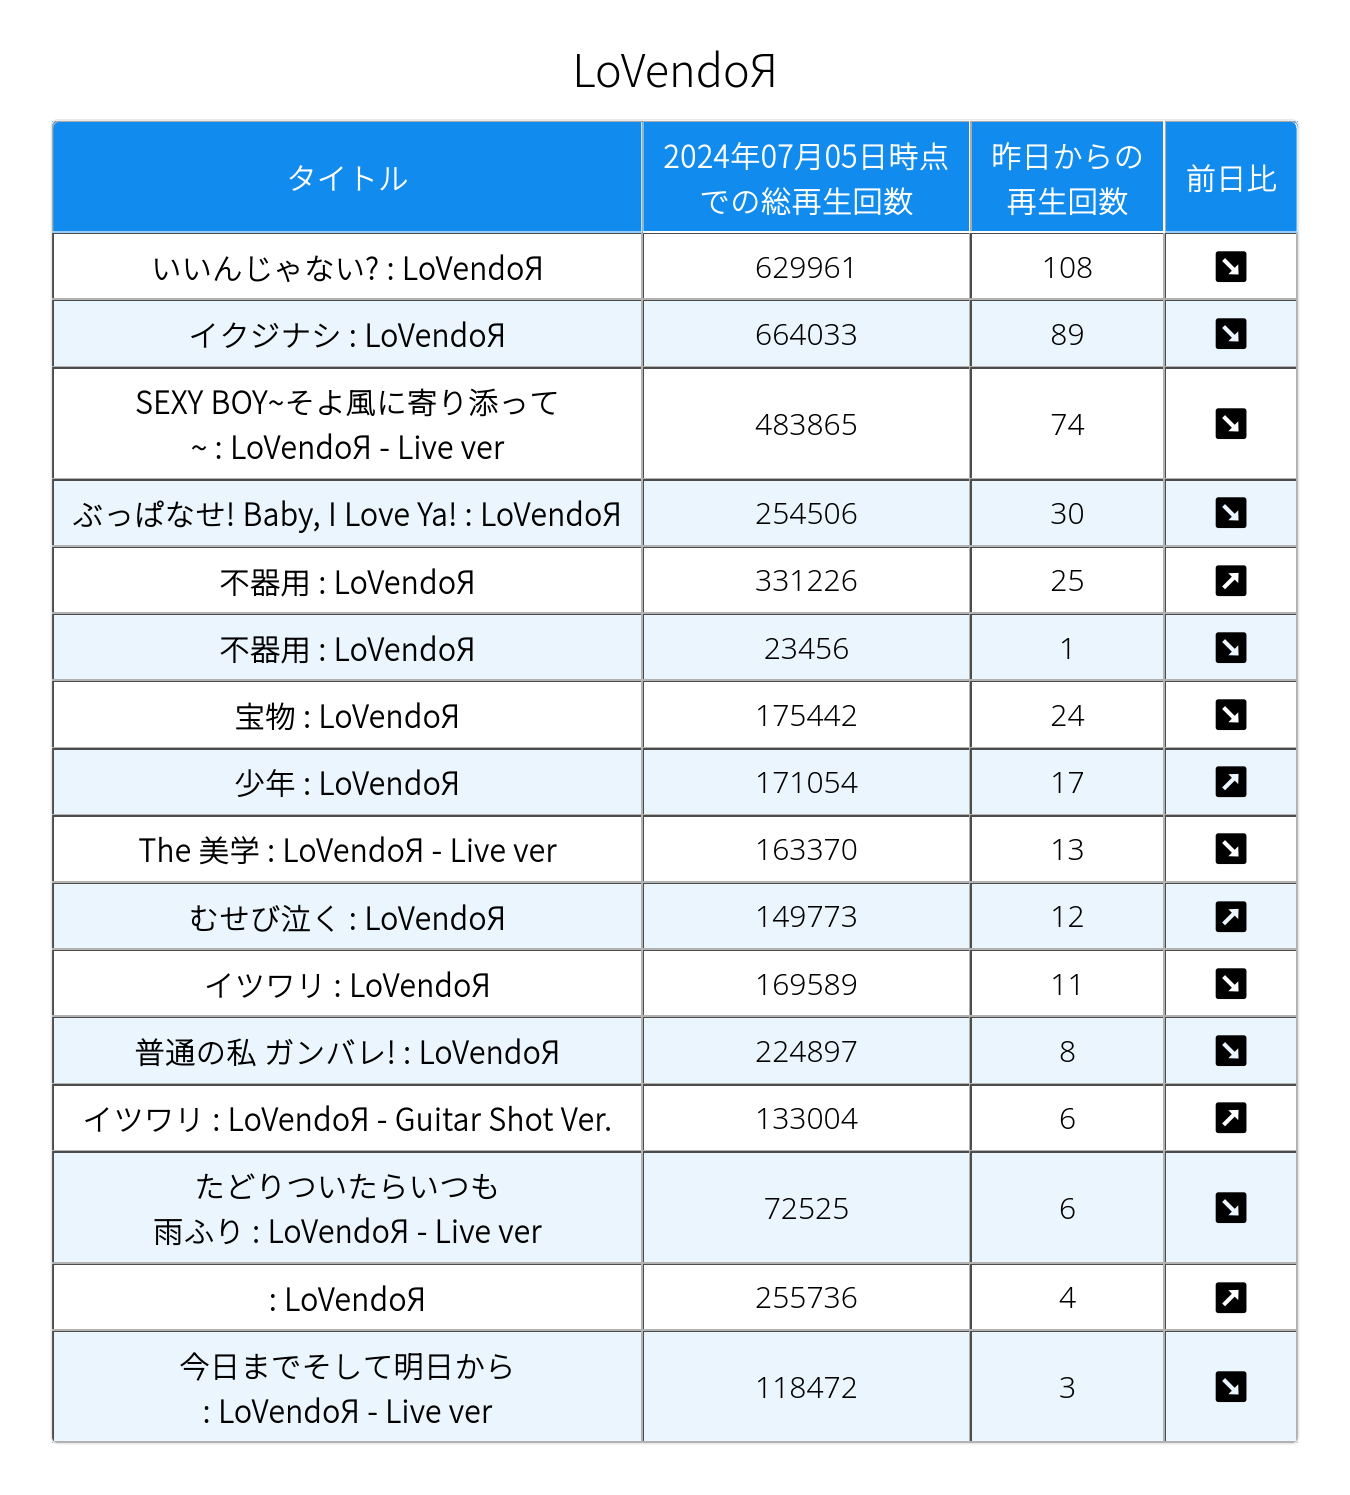 LoVendoЯ
タイトル
2024年07月05日時点
での総再生回数
昨日からの
再生回数
前日比
いいんじゃない? : LoVendoЯ
629961
108
イクジナシ : LoVendoЯ
664033
89
SEXY BOY~そよ風に寄り添って
~ : LoVendoЯ - Live ver
483865
74
ぶっぱなせ! Baby, I Love Ya! : LoVendoЯ
254506
30
不器用 : LoVendoЯ
331226
25
不器用 : LoVendoЯ
23456
1
宝物 : LoVendoЯ
175442
24
少年 : LoVendoЯ
171054
17
The 美学 : LoVendoЯ - Live ver
163370
13
むせび泣く : LoVendoЯ
149773
12
イツワリ : LoVendoЯ
169589
11
普通の私 ガンバレ! : LoVendoЯ
224897
8
イツワリ : LoVendoЯ - Guitar Shot Ver.
133004
6
たどりついたらいつも
雨ふり : LoVendoЯ - Live ver
72525
6
: LoVendoЯ
255736
4
今日までそして明日から
: LoVendoЯ - Live ver
118472
3